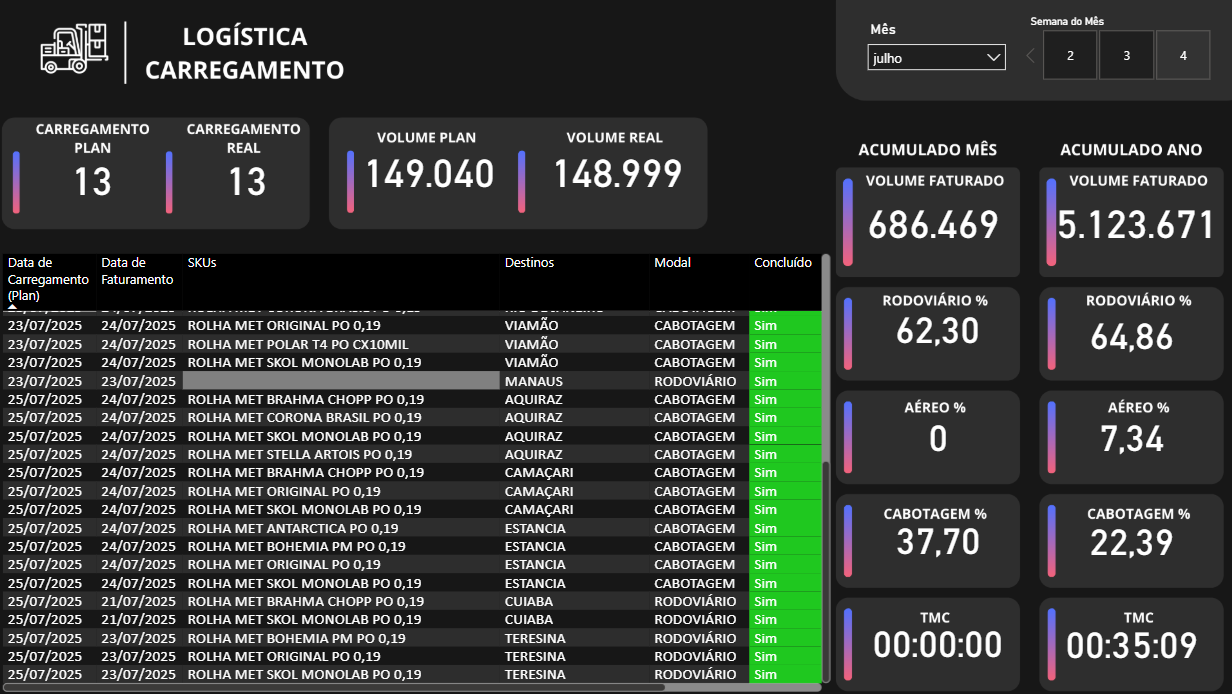 LOGÍSTICA
CARREGAMENTO
Mês
julho
Semana do Mês
2 3 4
CARREGAMENTO PLAN
13
CARREGAMENTO REAL
13
VOLUME PLAN
149.040
VOLUME REAL
148.999
Data de Carregamento (Plan) Data de Faturamento SKUs Destinos Modal Concluído
23/07/2025 24/07/2025 ROLHA MET ORIGINAL PO 0,19 VIAMÃO CABOTAGEM Sim
23/07/2025 24/07/2025 ROLHA MET POLAR T4 PO CX10MIL VIAMÃO CABOTAGEM Sim
23/07/2025 24/07/2025 ROLHA MET SKOL MONOLAB PO 0,19 VIAMÃO CABOTAGEM Sim
23/07/2025 23/07/2025 MANAUS RODOVIÁRIO Sim
25/07/2025 24/07/2025 ROLHA MET BRAHMA CHOPP PO 0,19 AQUIRAZ CABOTAGEM Sim
25/07/2025 24/07/2025 ROLHA MET CORONA BRASIL PO 0,19 AQUIRAZ CABOTAGEM Sim
25/07/2025 24/07/2025 ROLHA MET SKOL MONOLAB PO 0,19 AQUIRAZ CABOTAGEM Sim
25/07/2025 24/07/2025 ROLHA MET STELLA ARTOIS PO 0,19 AQUIRAZ CABOTAGEM Sim
25/07/2025 24/07/2025 ROLHA MET BRAHMA CHOPP PO 0,19 CAMAÇARI CABOTAGEM Sim
25/07/2025 24/07/2025 ROLHA MET ORIGINAL PO 0,19 CAMAÇARI CABOTAGEM Sim
25/07/2025 24/07/2025 ROLHA MET SKOL MONOLAB PO 0,19 CAMAÇARI CABOTAGEM Sim
25/07/2025 24/07/2025 ROLHA MET ANTARCTICA PO 0,19 ESTANCIA CABOTAGEM Sim
25/07/2025 24/07/2025 ROLHA MET BOHEMIA PM PO 0,19 ESTANCIA CABOTAGEM Sim
25/07/2025 24/07/2025 ROLHA MET ORIGINAL PO 0,19 ESTANCIA CABOTAGEM Sim
25/07/2025 24/07/2025 ROLHA MET SKOL MONOLAB PO 0,19 ESTANCIA CABOTAGEM Sim
25/07/2025 21/07/2025 ROLHA MET BRAHMA CHOPP PO 0,19 CUIABA RODOVIÁRIO Sim
25/07/2025 21/07/2025 ROLHA MET SKOL MONOLAB PO 0,19 CUIABA RODOVIÁRIO Sim
25/07/2025 23/07/2025 ROLHA MET BOHEMIA PM PO 0,19 TERESINA RODOVIÁRIO Sim
25/07/2025 23/07/2025 ROLHA MET ORIGINAL PO 0,19 TERESINA RODOVIÁRIO Sim
25/07/2025 23/07/2025 ROLHA MET SKOL MONOLAB PO 0,19 TERESINA RODOVIÁRIO Sim
ACUMULADO MÊS
VOLUME FATURADO
686.469
RODOVIÁRIO %
62,30
AÉREO %
0
CABOTAGEM %
37,70
TMC
00:00:00
ACUMULADO ANO
VOLUME FATURADO
5.123.671
RODOVIÁRIO %
64,86
AÉREO %
7,34
CABOTAGEM %
22,39
TMC
00:35:09